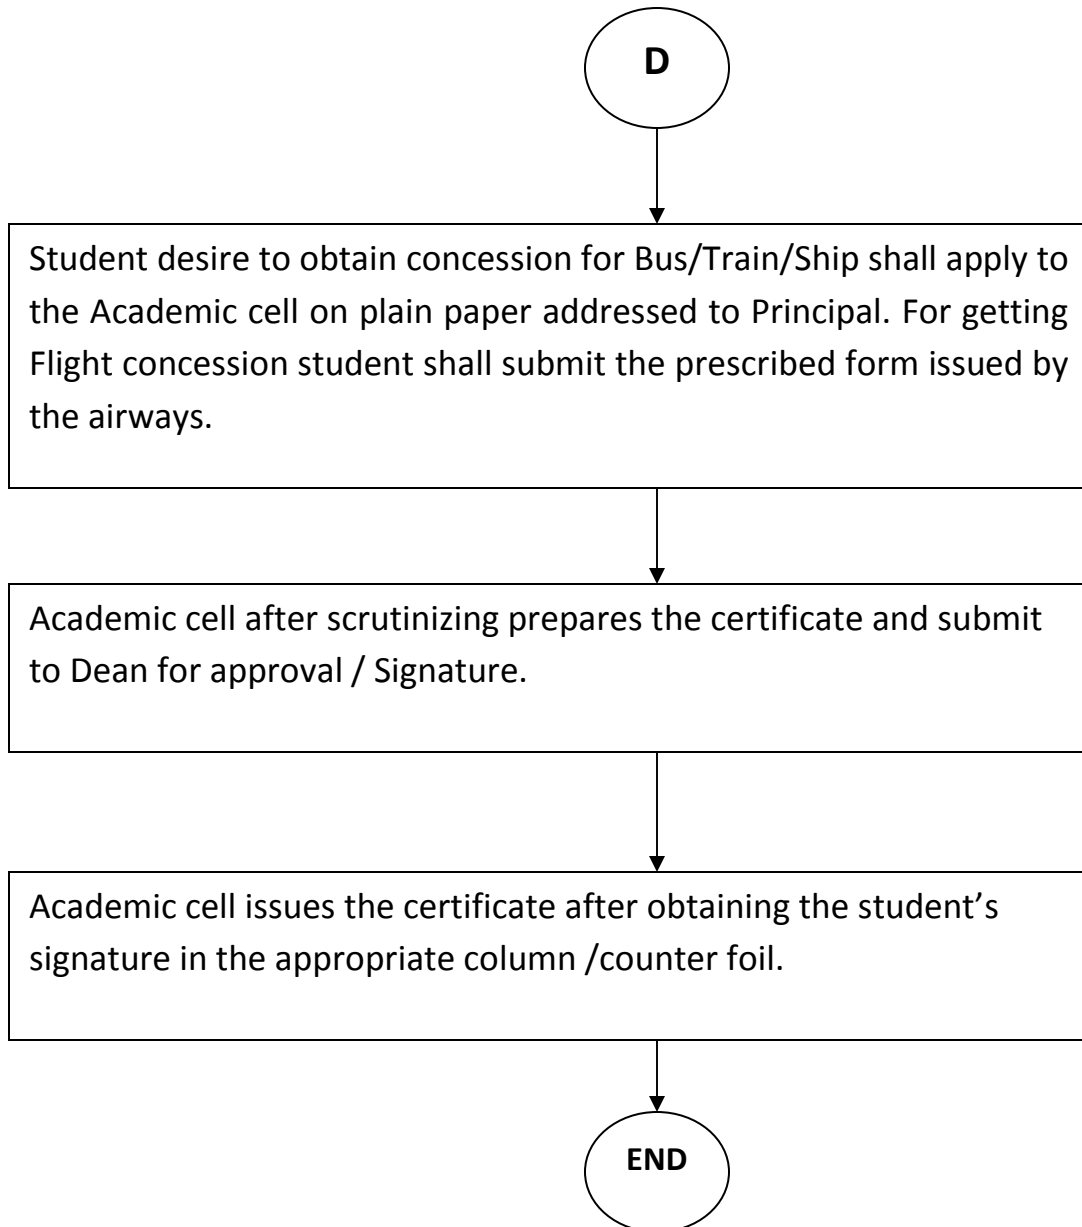 D
Student desire to obtain concession for Bus/Train/Ship shall apply to
the Academic cell on plain paper addressed to Principal. For getting
Flight concession student shall submit the prescribed form issued by
the airways.
Academic cell after scrutinizing prepares the certificate and submit
to Dean for approval / Signature.
Academic cell issues the certificate after obtaining the student’s
signature in the appropriate column /counter foil.
END